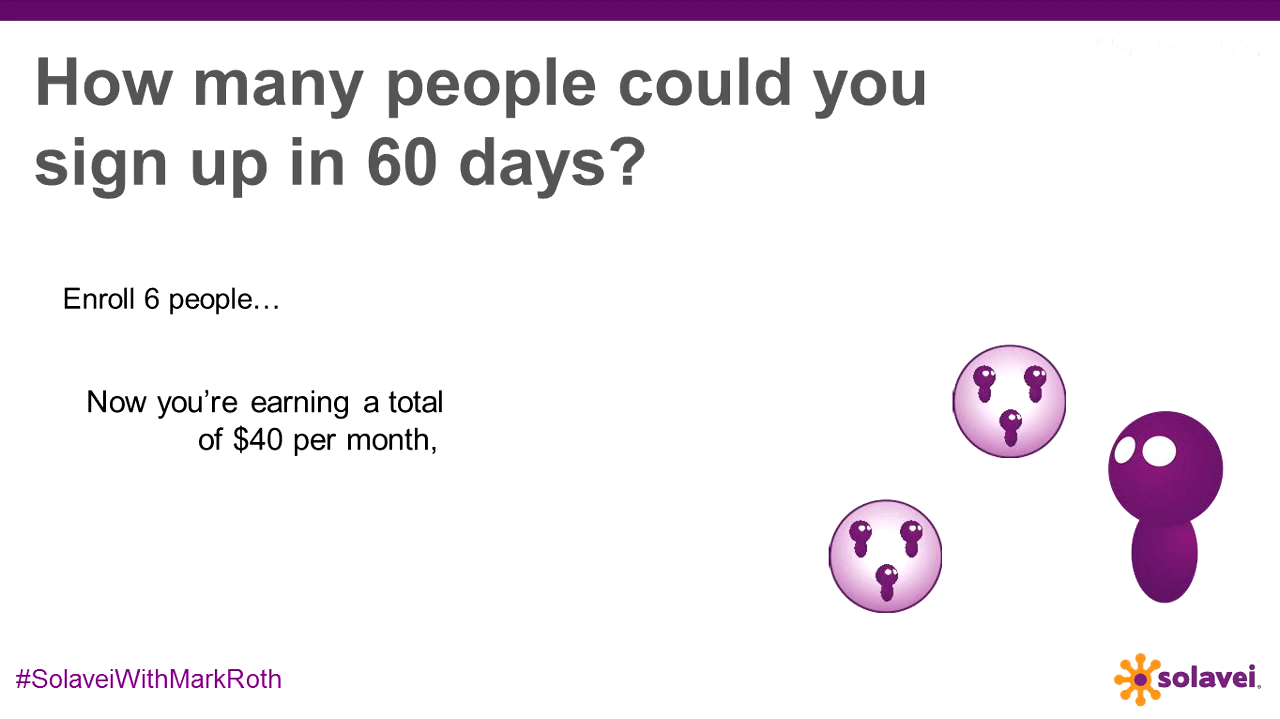 How many people could you
sign up in 60 days?
Enroll 6 people…
Now you’re earning a total
of $40 per month,
#SolaveiWithMarkRoth
solavei